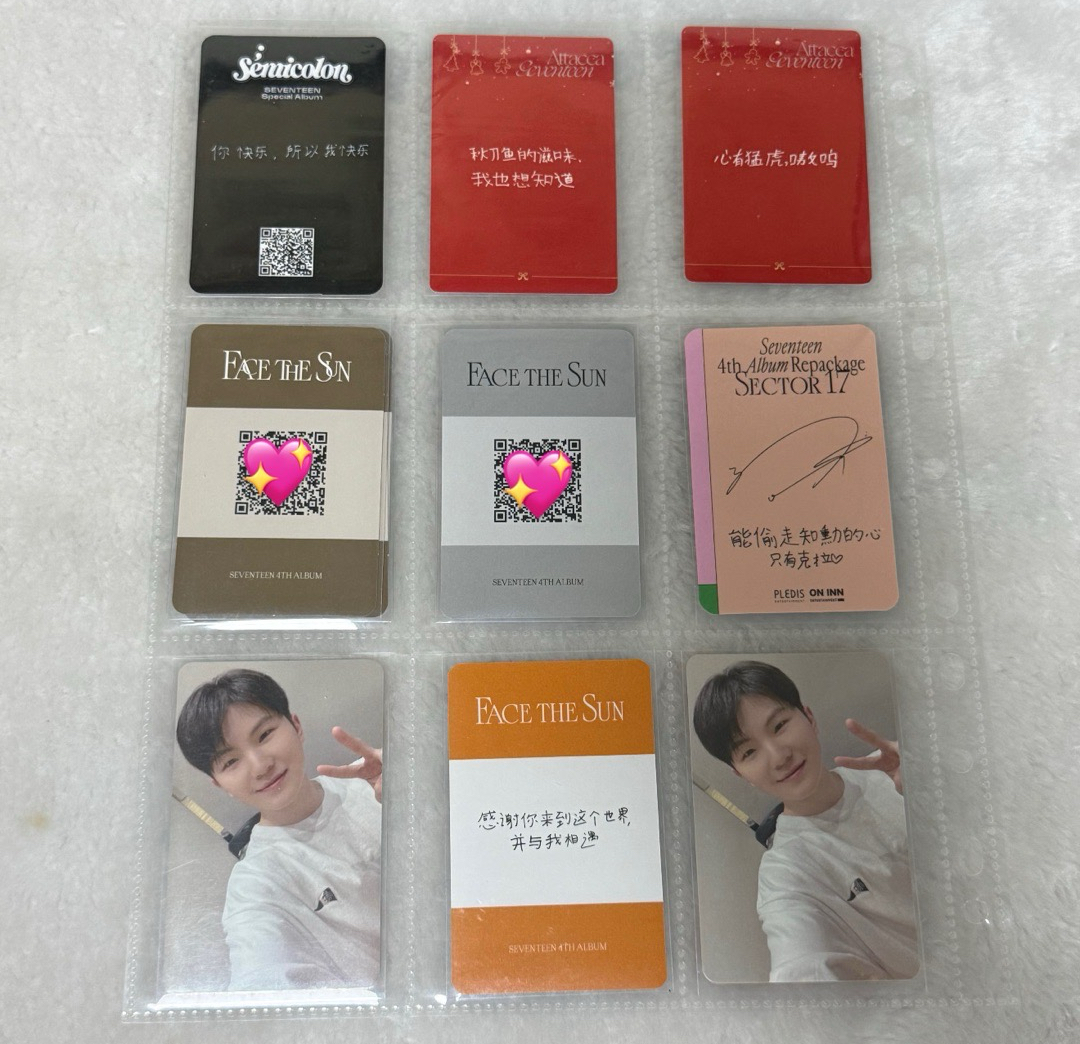 Semicolon
SEVENTEEN
Special Album
你快乐，所以我快乐
Attacca
Seventeen
秋刀鱼的滋味，
我也想知道
Attacca
Seventeen
心有猛虎,嗷呜
FACE THE SUN
SEVENTEEN 4TH ALBUM
FACE THE SUN
SEVENTEEN 4TH ALBUM
Seventeen
4th Album Repackage
SECTOR 17
能偷走知勳的心
只有克拉♡
PLEDIS ON INN
FACE THE SUN
感谢你来到这个世界,
并与我相遇
SEVENTEEN 4TH ALBUM